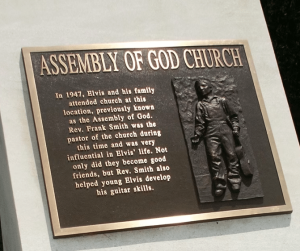 ASSEMBLY OF GOD CHURCH
In 1947, Elvis and his family
attended church at this
location, previously known
as the Assembly of God.
Rev. Frank Smith was the
pastor of the church during
this time and was very
influential in Elvis' life. Not
only did they become good
friends, but Rev. Smith also
helped young Elvis develop
his guitar skills.